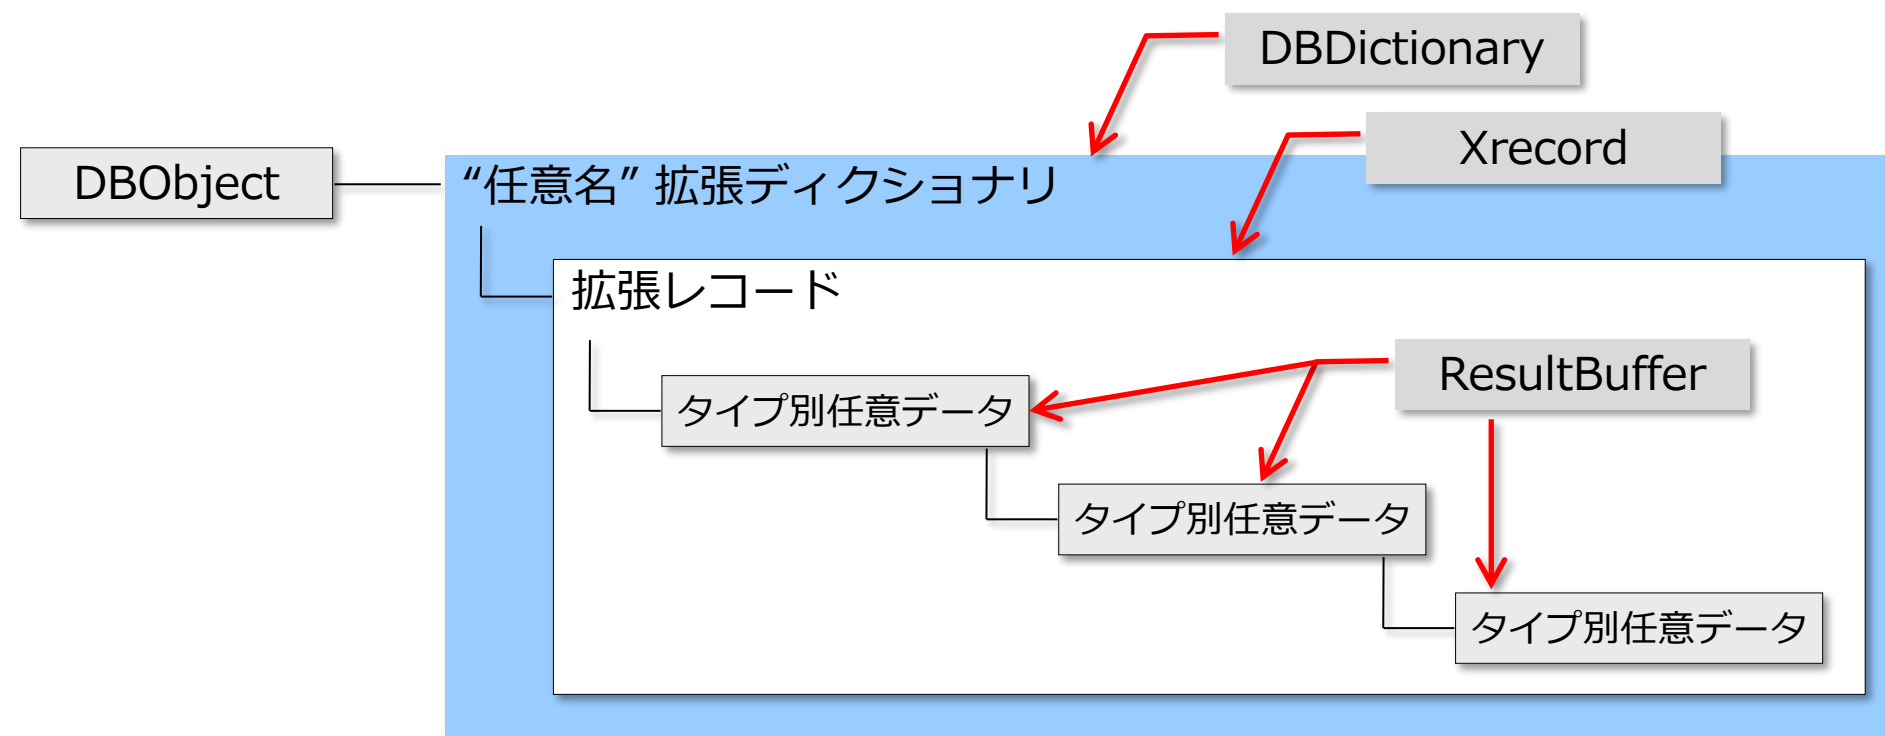 DBDictionary
Xrecord
DBObject
“任意名” 拡張ディクショナリ
拡張レコード
ResultBuffer
タイプ別任意データ
タイプ別任意データ
タイプ別任意データ